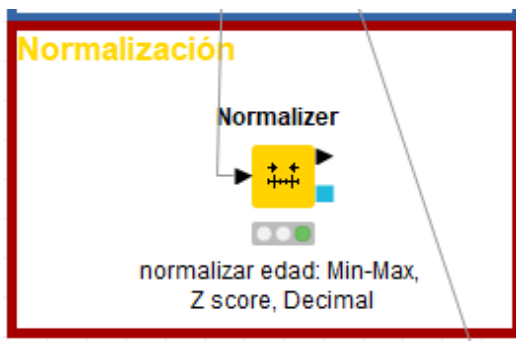 Normalización
Normalizer
normalizar edad: Min-Max,
Z score, Decimal